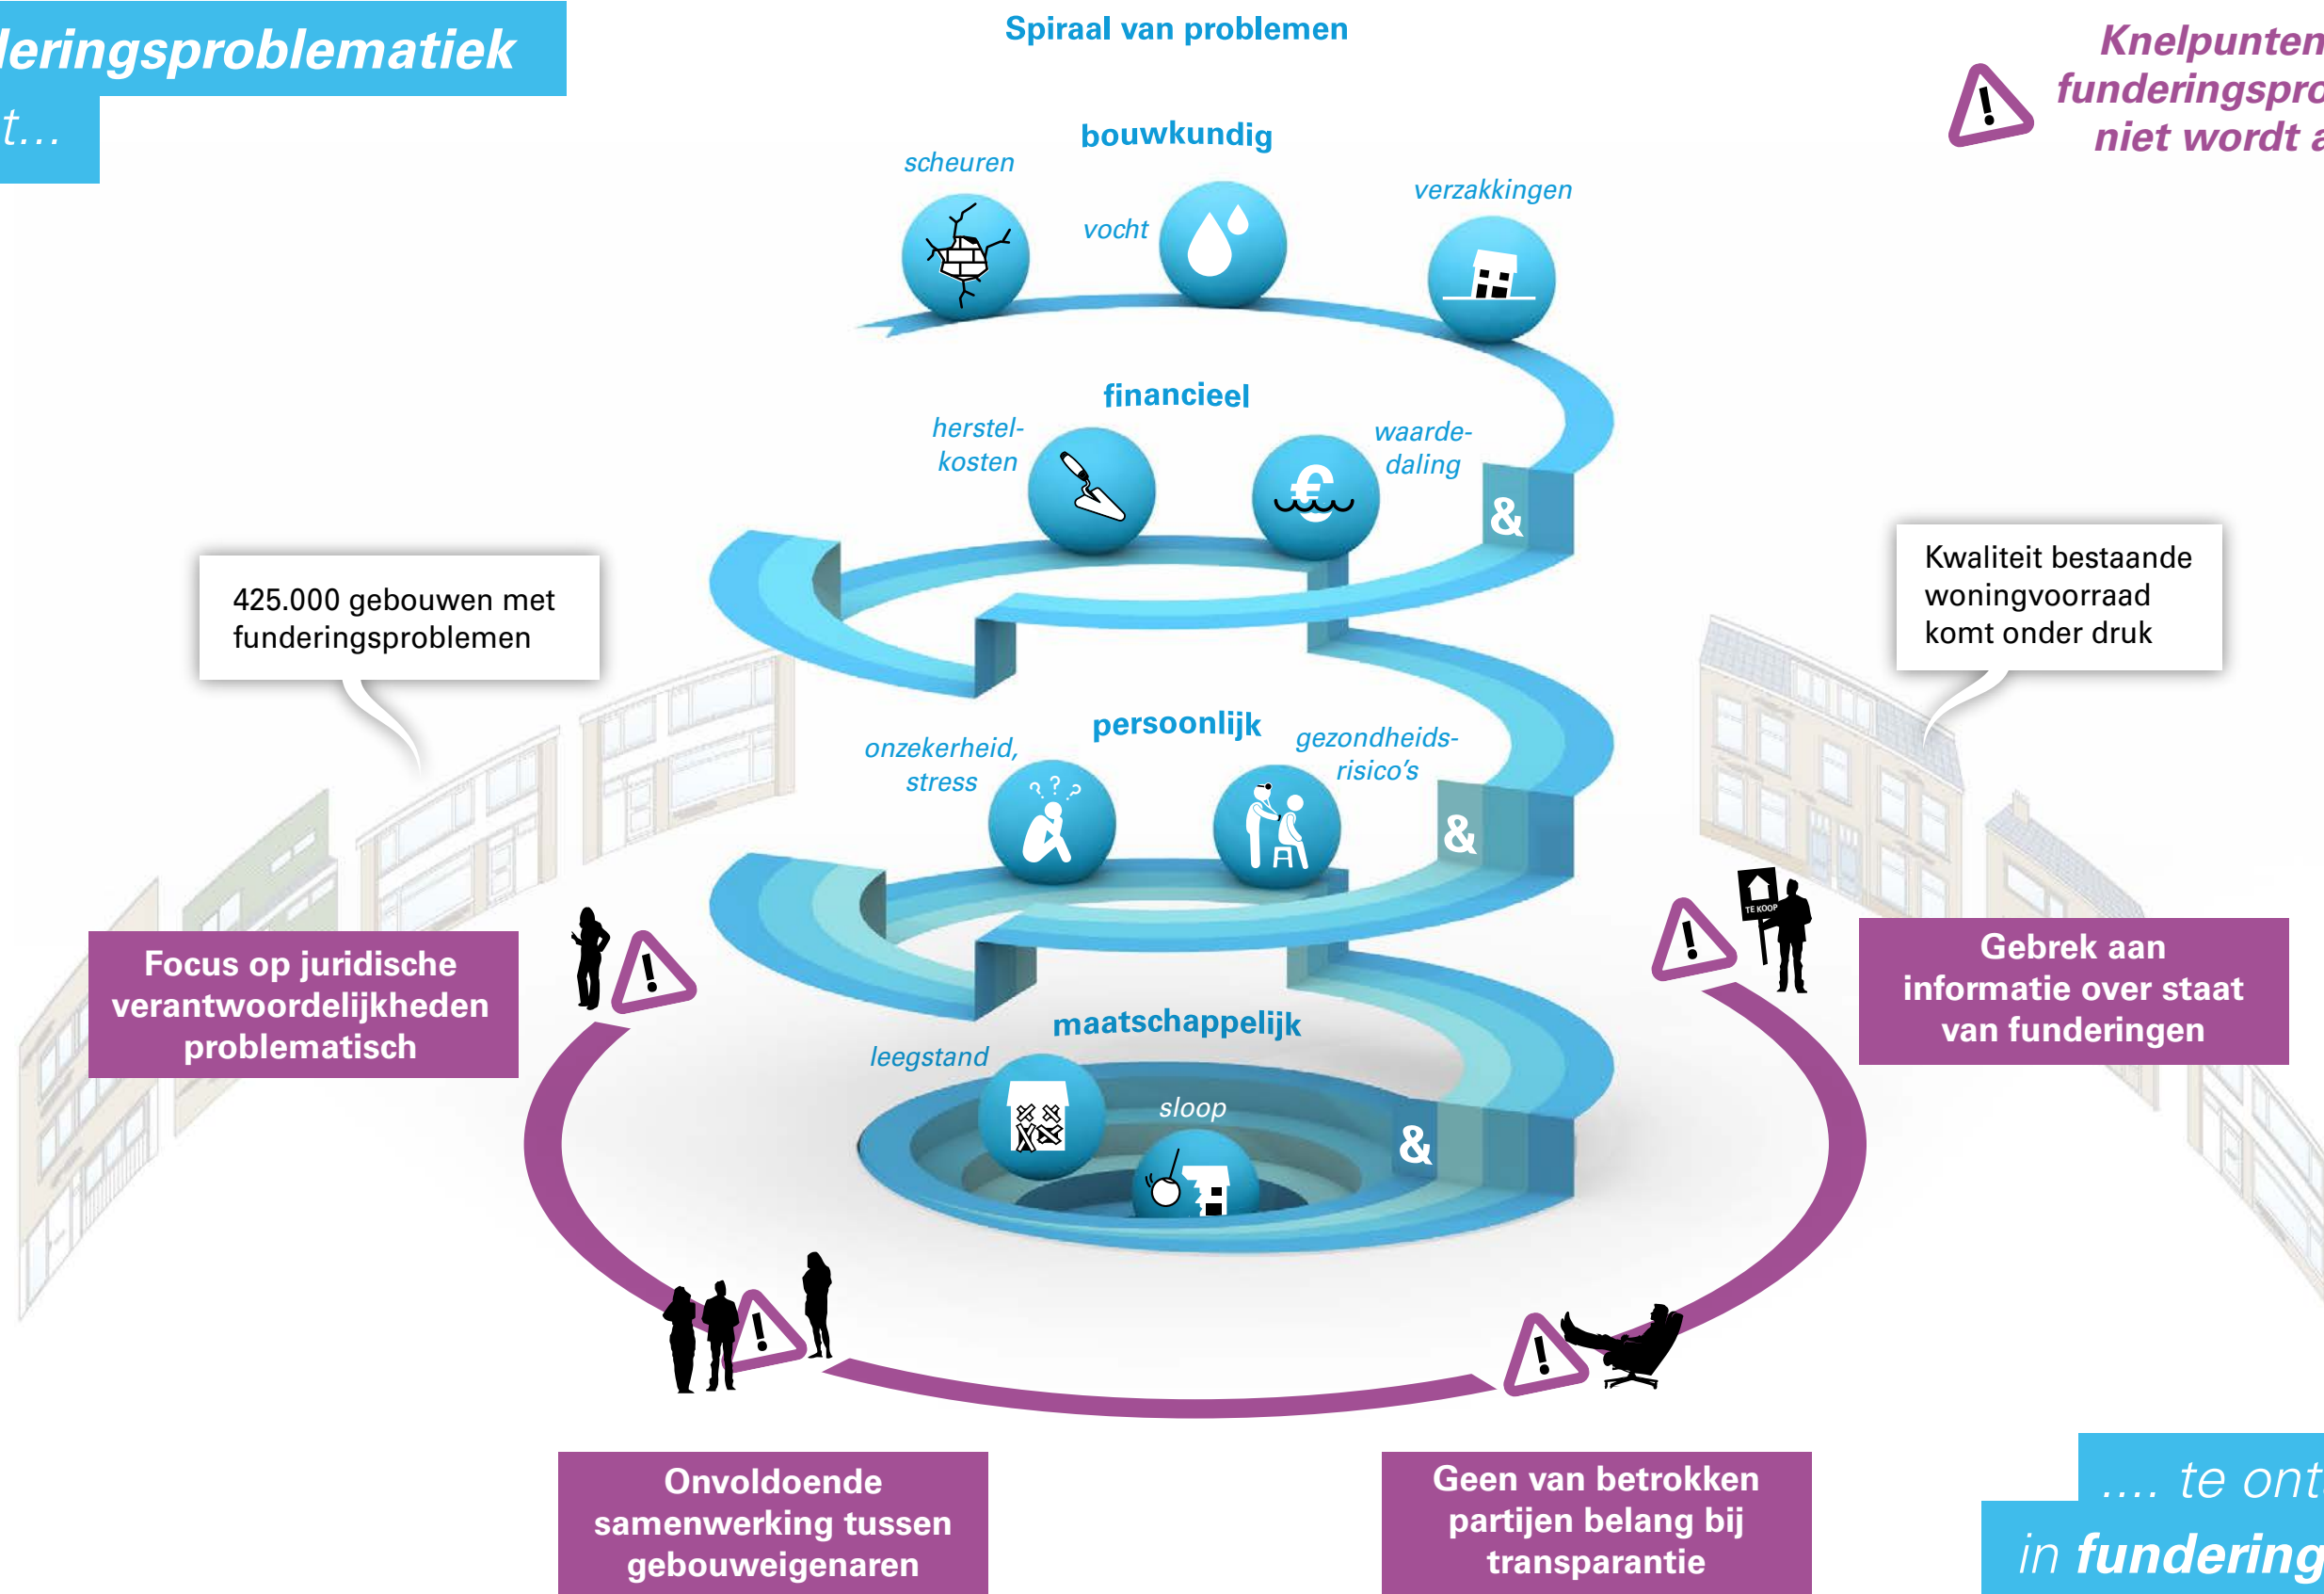 deringsproblematiek
t...
Spiraal van problemen
Knelpunten
funderingspro
niet wordt a
bouwkundig
scheuren
vocht
verzakkingen
financieel
herstel-
kosten
waarde-
daling
&
425.000 gebouwen met
funderingsproblemen
Kwaliteit bestaande
woningvoorraad
komt onder druk
persoonlijk
onzekerheid,
stress
? ? ?
gezondheids-
risico's
&
TE KOOP
Focus op juridische
verantwoordelijkheden
problematisch
Gebrek aan
informatie over staat
van funderingen
maatschappelijk
leegstand
sloop
&
Onvoldoende
samenwerking tussen
gebouweigenaren
Geen van betrokken
partijen belang bij
transparantie
.... te ont
in fundering